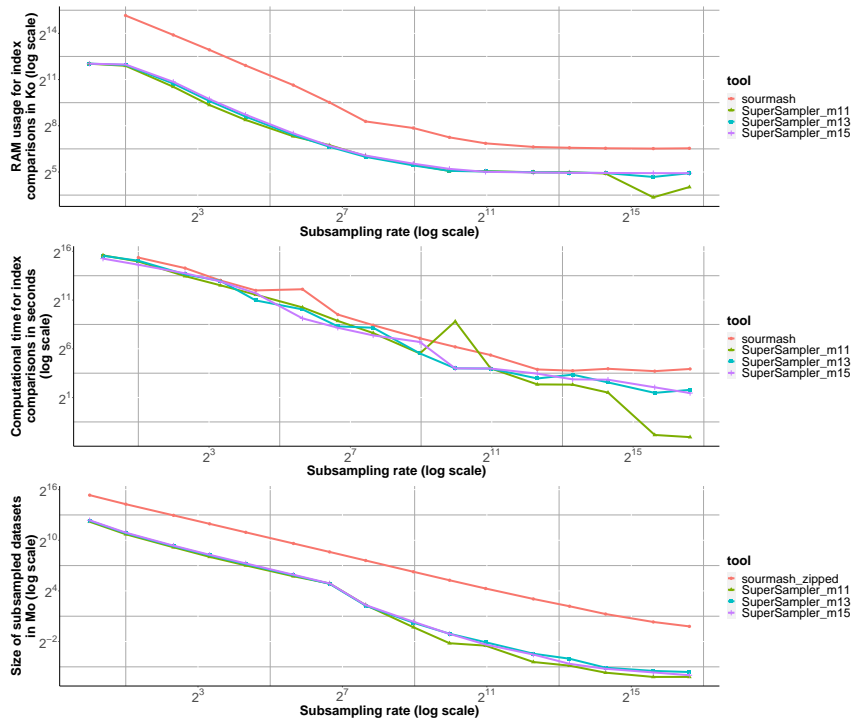 RAM usage for index
comparisons in Ko (log scale)
2^14
2^11
2^8
2^5
2^3
2^7
2^11
2^15
Subsampling rate (log scale)
tool
sourmash
SuperSampler_m11
SuperSampler_m13
SuperSampler_m15
Computational time for index
comparisons in seconds
(log scale)
2^16
2^11
2^6
2^1
2^3
2^7
2^11
2^15
Subsampling rate (log scale)
tool
sourmash
SuperSampler_m11
SuperSampler_m13
SuperSampler_m15
Size of subsampled datasets
in Mo (log scale)
2^16
2^10
2^4
2^−2
2^3
2^7
2^11
2^15
Subsampling rate (log scale)
tool
sourmash_zipped
SuperSampler_m11
SuperSampler_m13
SuperSampler_m15